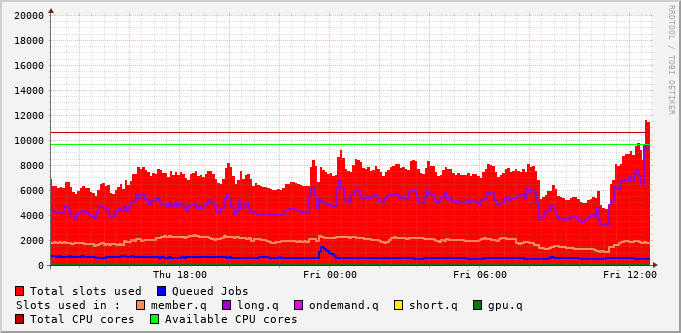 20000
18000
16000
14000
12000
10000
8000
6000
4000
2000
0
Thu 18:00 Fri 00:00 Fri 06:00 Fri 12:00
RRDTOOL / TOBI OETIKER
Total slots used Queued Jobs
Slots used in : member.q long.q ondemand.q short.q gpu.q
Total CPU cores Available CPU cores